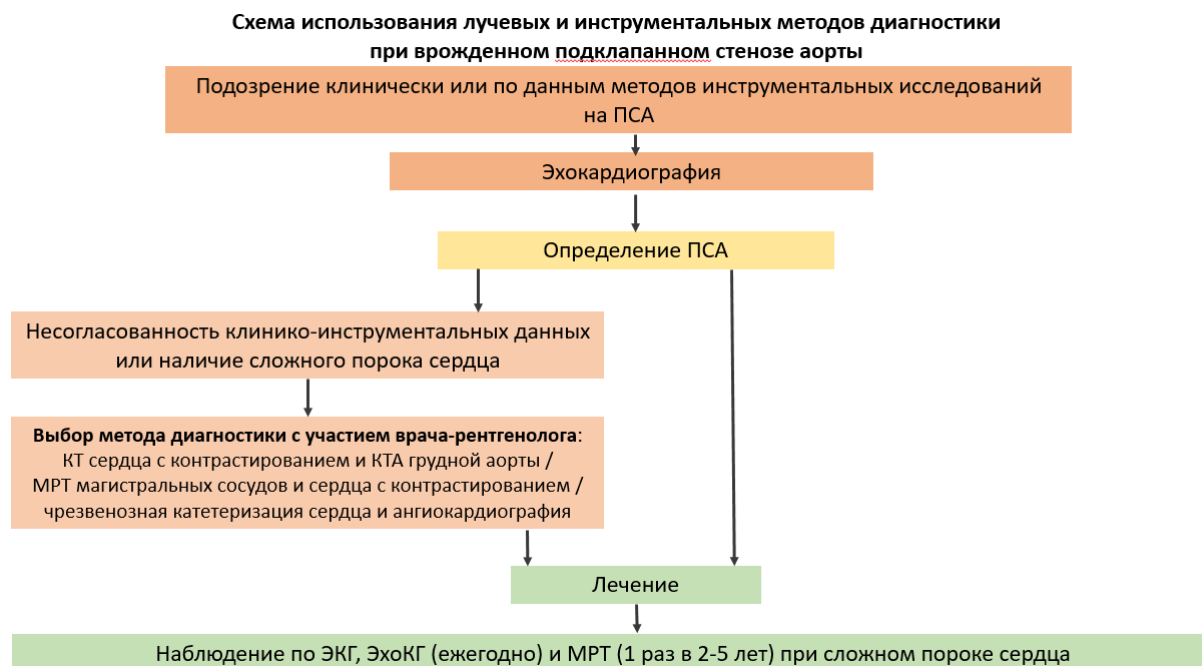 Схема использования лучевых и инструментальных методов диагностики
при врожденном подклапанном стенозе аорты
Подозрение клинически или по данным методов инструментальных исследований
на ПСА
Эхокардиография
Определение ПСА
Несогласованность клинико-инструментальных данных
или наличие сложного порока сердца
Выбор метода диагностики с участием врача-рентгенолога:
КТ сердца с контрастированием и КТА грудной аорты /
МРТ магистральных сосудов и сердца с контрастированием /
чрезвенозная катетеризация сердца и ангиокардиография
Лечение
Наблюдение по ЭКГ, ЭхоКГ (ежегодно) и МРТ (1 раз в 2-5 лет) при сложном пороке сердца